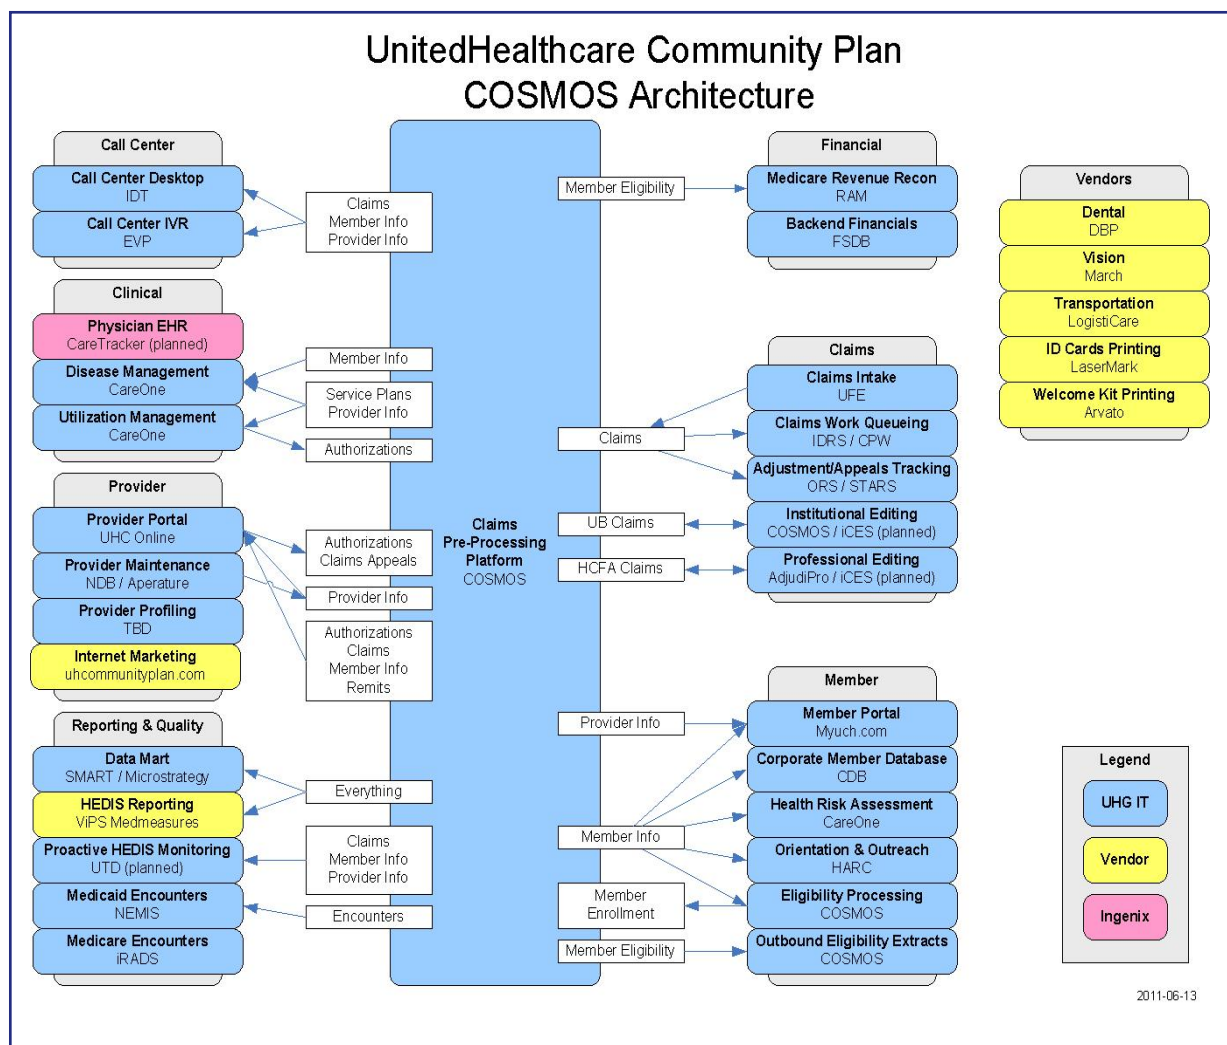 UnitedHealthcare Community Plan
COSMOS Architecture
Call Center
Call Center Desktop
IDT
Call Center IVR
EVP
Clinical
Physician EHR
CareTracker (planned)
Disease Management
CareOne
Utilization Management
CareOne
Provider
Provider Portal
UHC Online
Provider Maintenance
NDB / Aperature
Provider Profiling
TBD
Internet Marketing
uhcommunityplan.com
Reporting & Quality
Data Mart
SMART / Microstrategy
HEDIS Reporting
ViPS Medmeasures
Proactive HEDIS Monitoring
UTD (planned)
Medicaid Encounters
NEMIS
Medicare Encounters
iRADS
Claims
Member Info
Provider Info
Member Info
Service Plans
Provider Info
Authorizations
Authorizations
Claims Appeals
Provider Info
Authorizations
Claims
Member Info
Remits
Everything
Claims
Member Info
Provider Info
Encounters
Claims
Pre-Processing
Platform
COSMOS
Member Eligibility
Claims
UB Claims
HCFA Claims
Provider Info
Member Info
Member
Enrollment
Member Eligibility
Financial
Medicare Revenue Recon
RAM
Backend Financials
FSDB
Claims
Claims Intake
UFE
Claims Work Queueing
IDRS / CPW
Adjustment/Appeals Tracking
ORS / STARS
Institutional Editing
COSMOS / iCES (planned)
Professional Editing
AdjudiPro / iCES (planned)
Member
Member Portal
Myuch.com
Corporate Member Database
CDB
Health Risk Assessment
CareOne
Orientation & Outreach
HARC
Eligibility Processing
COSMOS
Outbound Eligibility Extracts
COSMOS
Vendors
Dental
DBP
Vision
March
Transportation
LogistiCare
ID Cards Printing
LaserMark
Welcome Kit Printing
Arvato
Legend
UHG IT
Vendor
Ingenix
2011-06-13